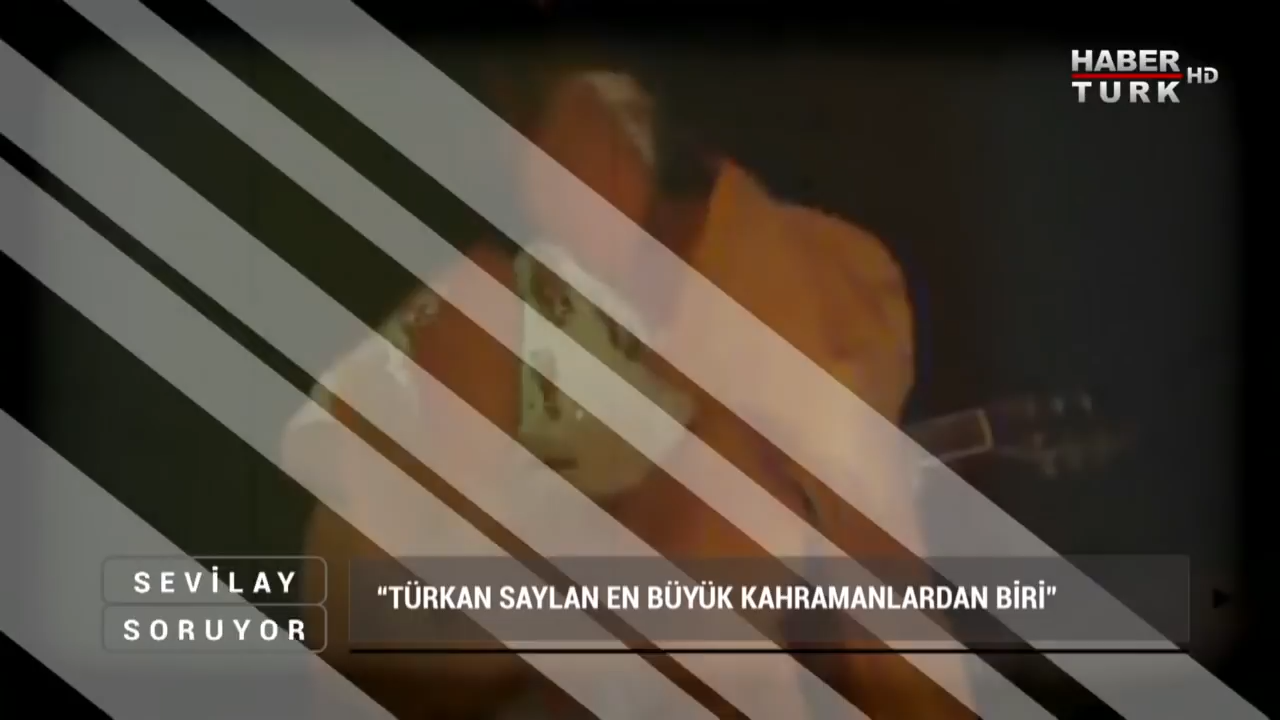 HABER
TURK HD
SEVİLAY
SORUYOR
“TÜRKAN SAYLAN EN BÜYÜK KAHRAMANLARDAN BİRİ”